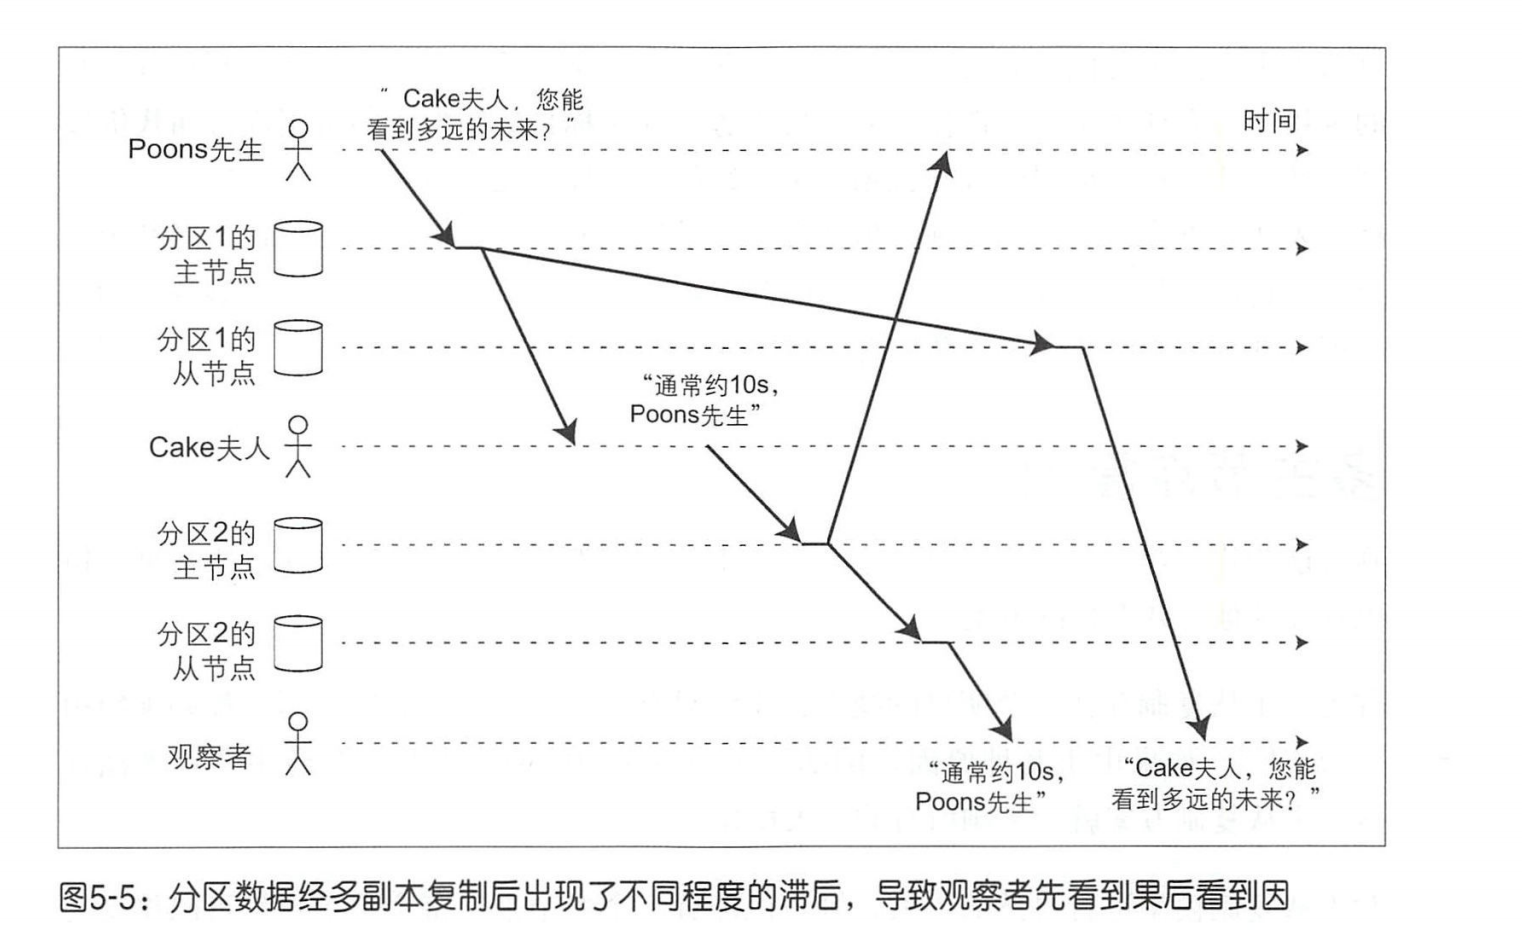 “ Cake夫人，您能
看到多远的未来？”
时间
Poons先生
分区1的
主节点
分区1的
从节点
“通常约10s，
Poons先生”
Cake夫人
分区2的
主节点
分区2的
从节点
观察者
“通常约10s，
Poons先生”
“Cake夫人，您能
看到多远的未来？”
图5-5：分区数据经多副本复制后出现了不同程度的滞后，导致观察者先看到果后看到因